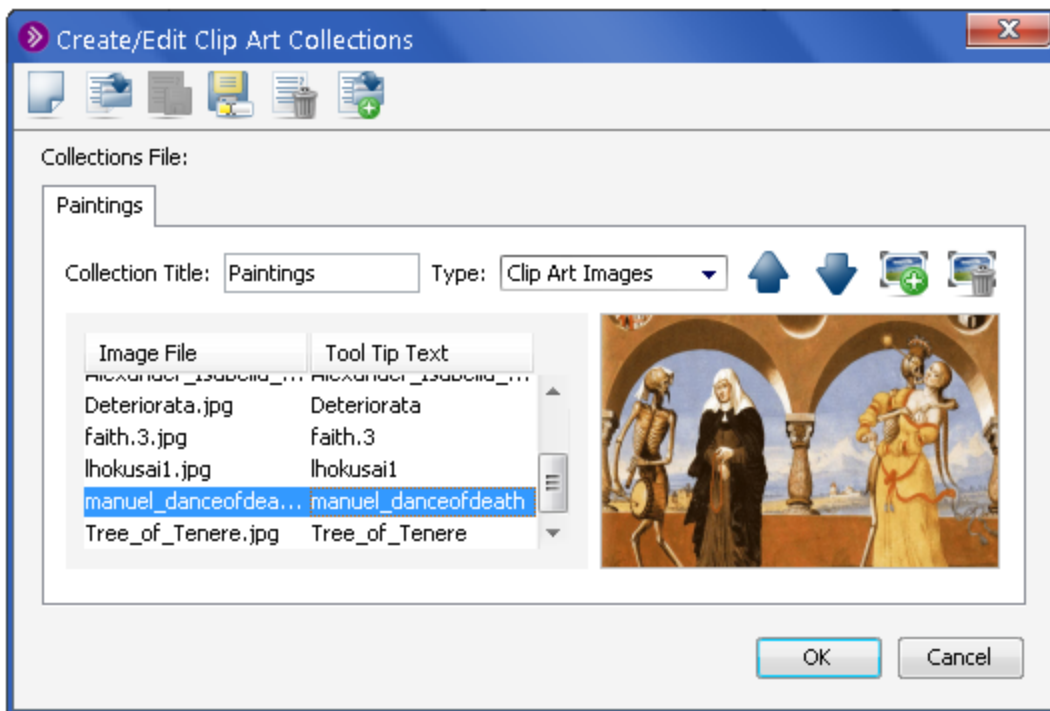 Create/Edit Clip Art Collections
Collections File:
Paintings
Collection Title: Paintings Type: Clip Art Images
Image File Tool Tip Text
Alexander_Isabella_... Alexander_Isabella_...
Deteriorata.jpg Deteriorata
faith.3.jpg faith.3
lhokusai1.jpg lhokusai1
manuel_danceofdea... manuel_danceofdeath
Tree_of_Tenere.jpg Tree_of_Tenere
OK Cancel